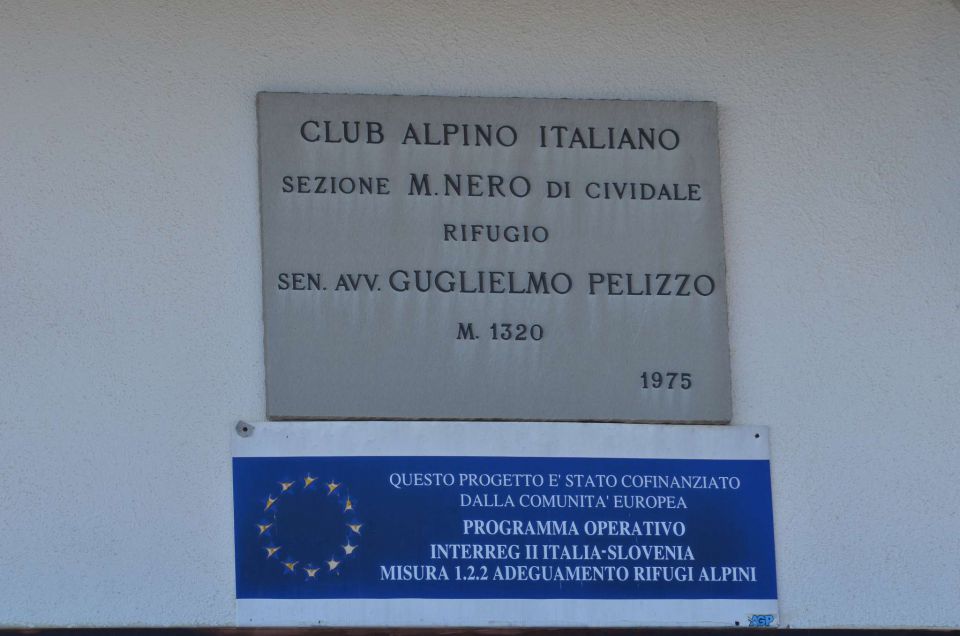 CLUB ALPINO ITALIANO
SEZIONE M. NERO DI CIVIDALE
RIFUGIO
SEN. AVV. GUGLIELMO PELIZZO
M. 1320
1975
QUESTO PROGETTO E' STATO COFINANZIATO
DALLA COMUNITA' EUROPEA
PROGRAMMA OPERATIVO
INTERREG II ITALIA-SLOVENIA
MISURA 1.2.2 ADEGUAMENTO RIFUGI ALPINI
AGP